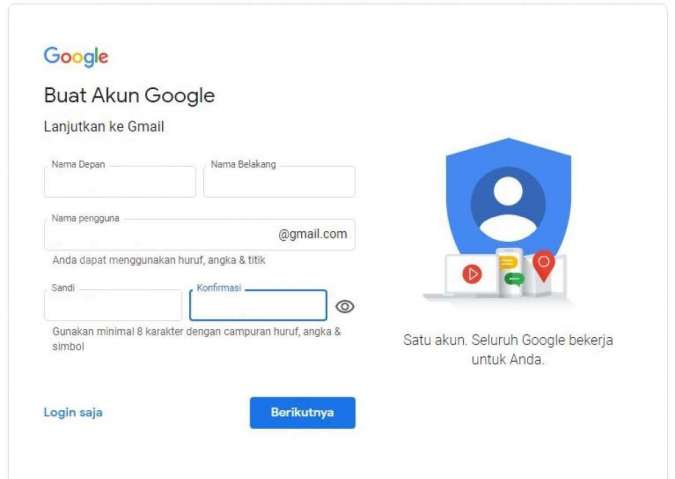 Google
Buat Akun Google
Lanjutkan ke Gmail
Nama Depan Nama Belakang
Nama pengguna
@gmail.com
Anda dapat menggunakan huruf, angka & titik
Sandi Konfirmasi
Gunakan minimal 8 karakter dengan campuran huruf, angka &
simbol
Login saja Berikutnya
Satu akun. Seluruh Google bekerja
untuk Anda.